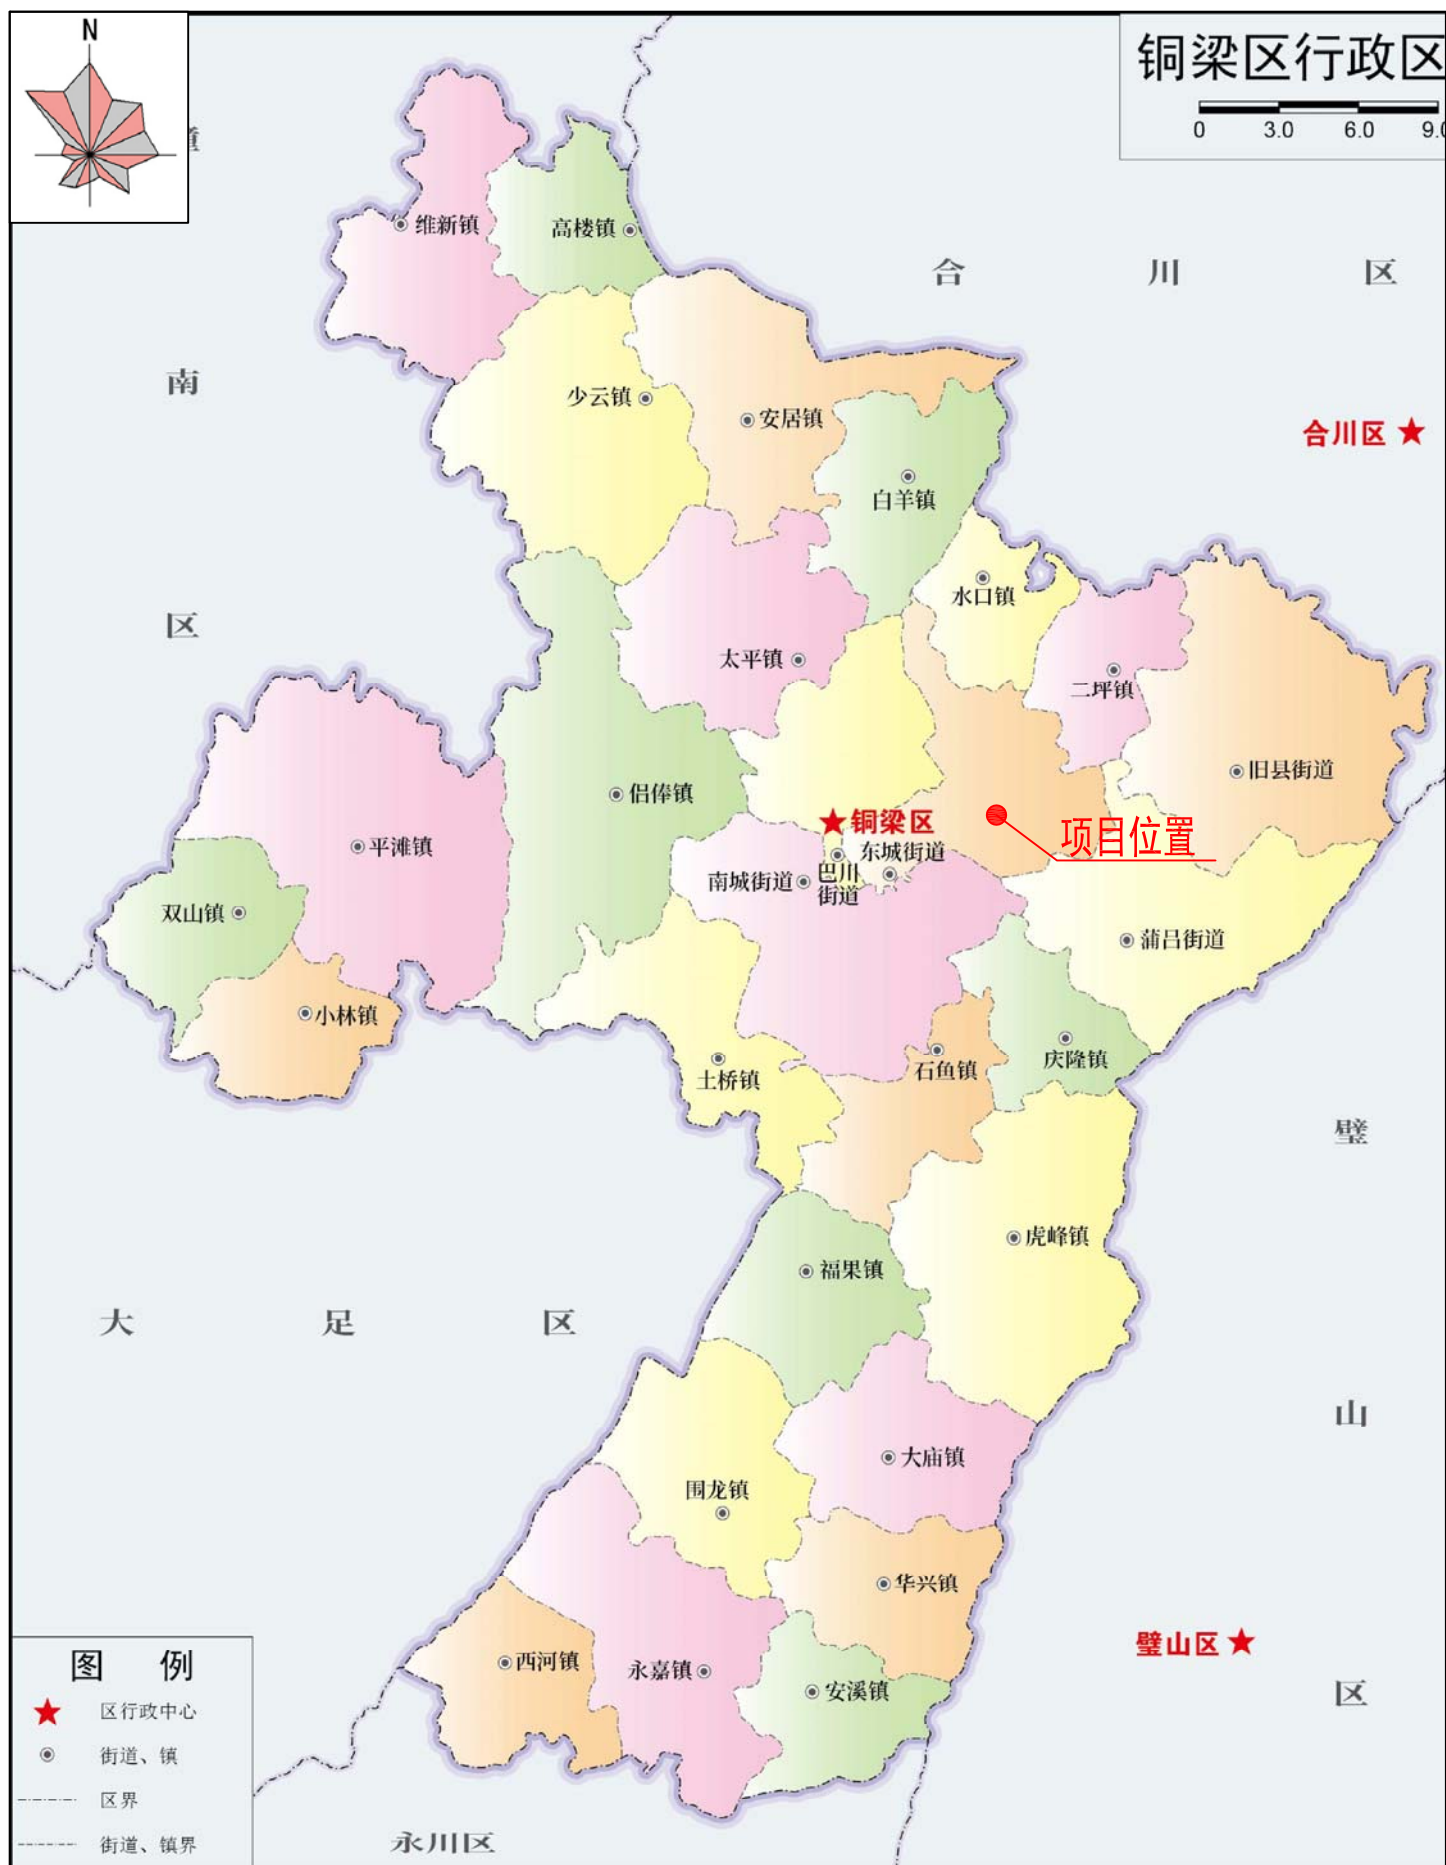 N
铜梁区行政区
0 3.0 6.0 9.0
维新镇
高楼镇
合川区
南
少云镇
安居镇
合川区
白羊镇
水口镇
区
太平镇
二坪镇
旧县街道
侣俸镇
铜梁区
项目位置
平滩镇
东城街道
南城街道
巴川
街道
双山镇
蒲吕街道
小林镇
土桥镇
石鱼镇
庆隆镇
璧
虎峰镇
福果镇
大足区
山
大庙镇
围龙镇
华兴镇
璧山区
西河镇
永嘉镇
安溪镇
区
图例
区行政中心
街道、镇
区界
街道、镇界
永川区